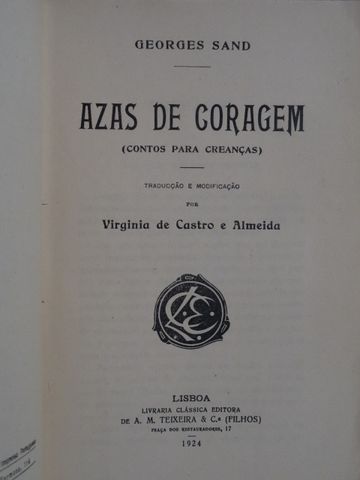 GEORGES SAND
AZAS DE CORAGEM
(CONTOS PARA CREANÇAS)
TRADUCÇÃO E MODIFICAÇÃO
POR
Virginia de Castro e Almeida
LISBOA
LIVRARIA CLÁSSICA EDITORA
DE A. M. TEIXEIRA & C.ª (FILHOS)
PRAÇA DOS RESTAURADORES, 17
1924